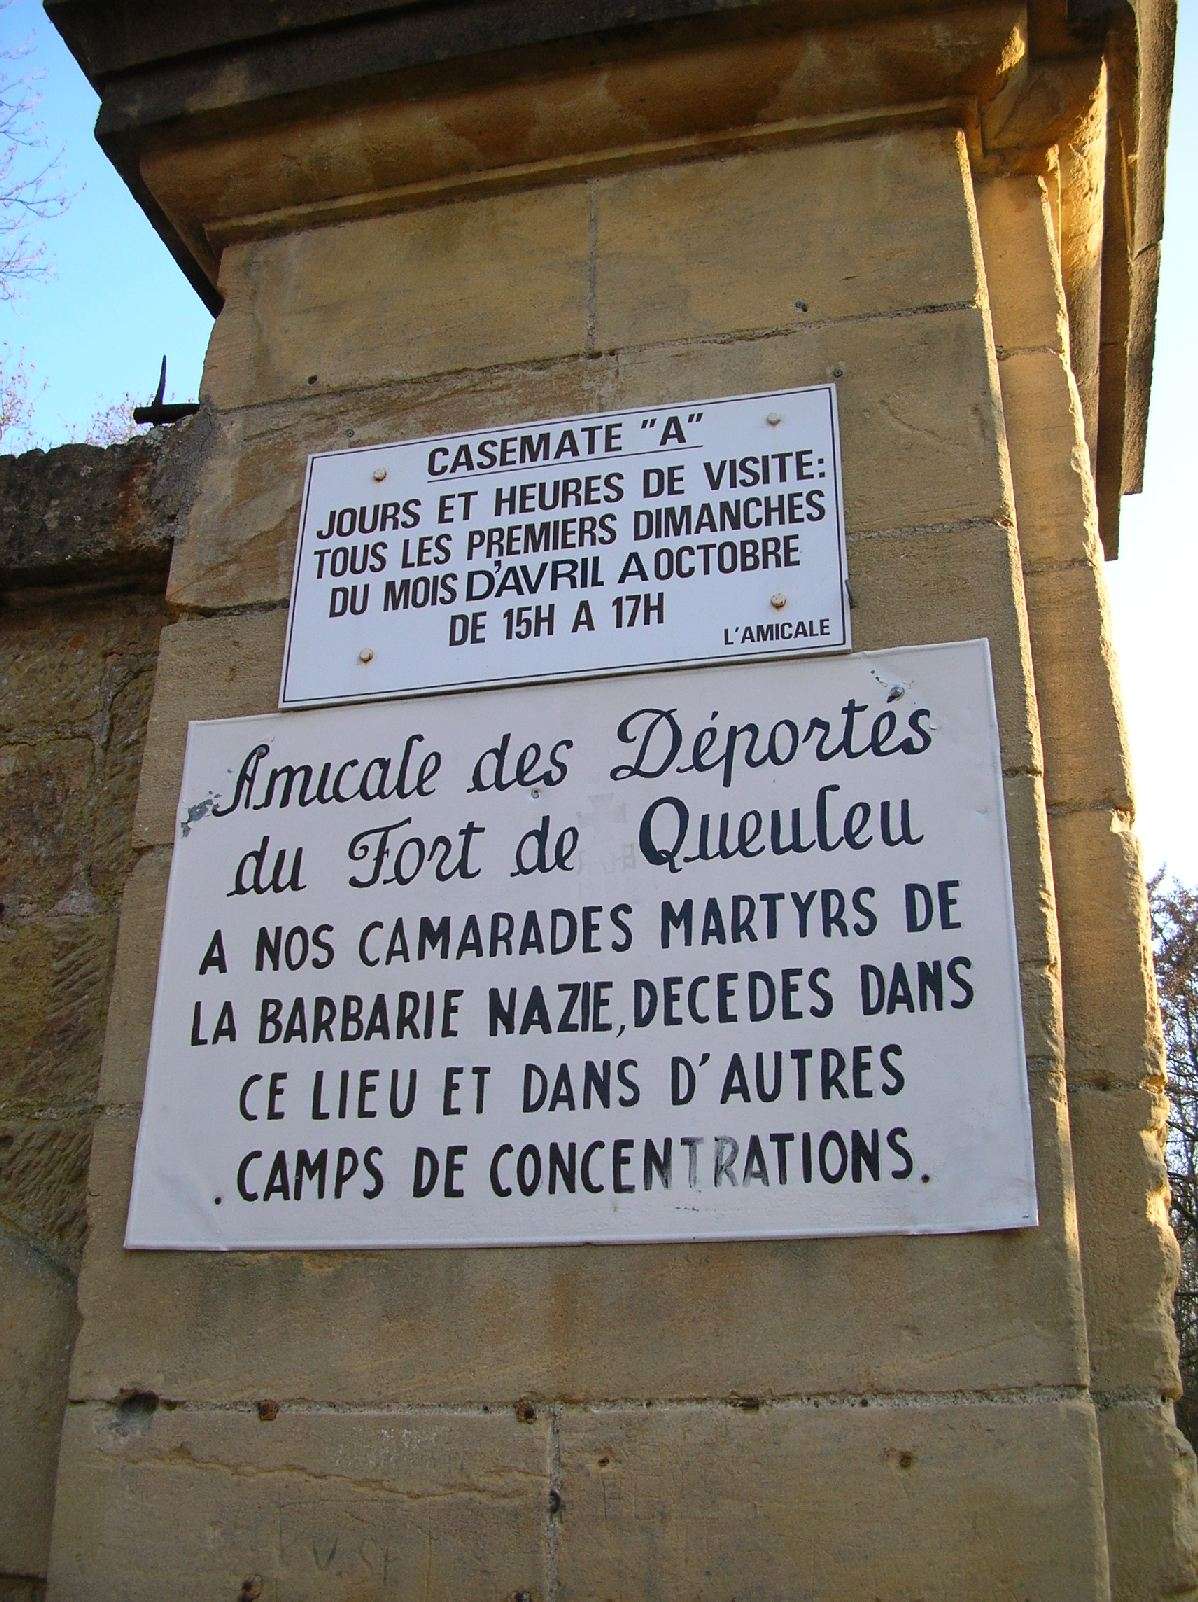 CASEMATE "A"
JOURS ET HEURES DE VISITE:
TOUS LES PREMIERS DIMANCHES
DU MOIS D'AVRIL A OCTOBRE
DE 15H A 17H
L'AMICALE
Amicale des Déportés
du Fort de Queuleu
A NOS CAMARADES MARTYRS DE
LA BARBARIE NAZIE, DECEDES DANS
CE LIEU ET DANS D'AUTRES
.CAMPS DE CONCENTRATIONS.